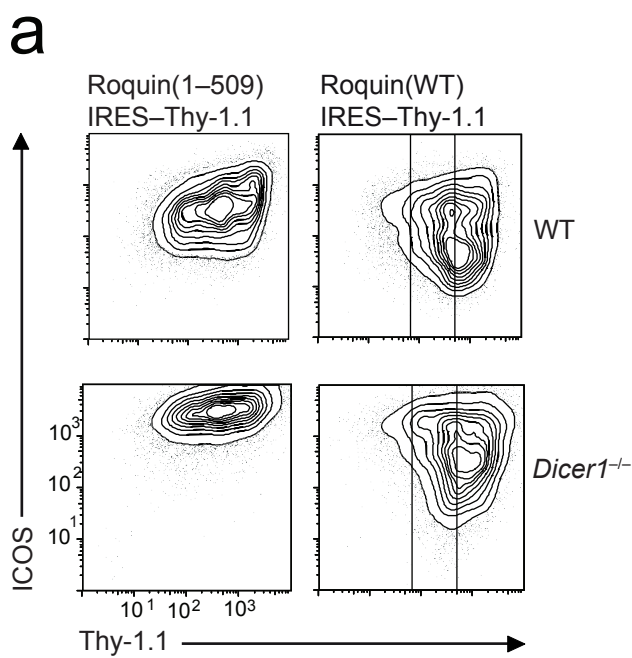 a
Roquin(1–509)
IRES–Thy-1.1
Roquin(WT)
IRES–Thy-1.1
WT
Dicer1–/–
10³
10²
10¹
ICOS
10¹ 10² 10³
Thy-1.1